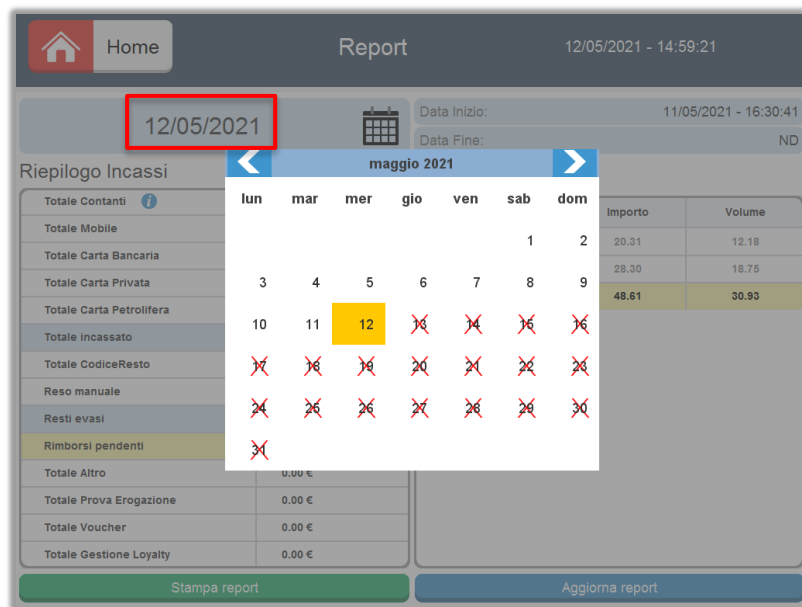 Home Report 12/05/2021 - 14:59:21
12/05/2021
Data Inizio: 11/05/2021 - 16:30:41
Data Fine: ND
Riepilogo Incassi
maggio 2021
lun mar mer gio ven sab dom
1 2
3 4 5 6 7 8 9
10 11 12 13 14 15 16
17 18 19 20 21 22 23
24 25 26 27 28 29 30
31
Totale Contanti i
Totale Mobile
Totale Carta Bancaria
Totale Carta Privata
Totale Carta Petrolifera
Totale incassato
Totale CodiceResto
Reso manuale
Resti evasi
Rimborsi pendenti
Totale Altro 0.00 €
Totale Prova Erogazione 0.00 €
Totale Voucher 0.00 €
Totale Gestione Loyalty 0.00 €
Importo Volume
20.31 12.18
28.30 18.75
48.61 30.93
Stampa report Aggiorna report